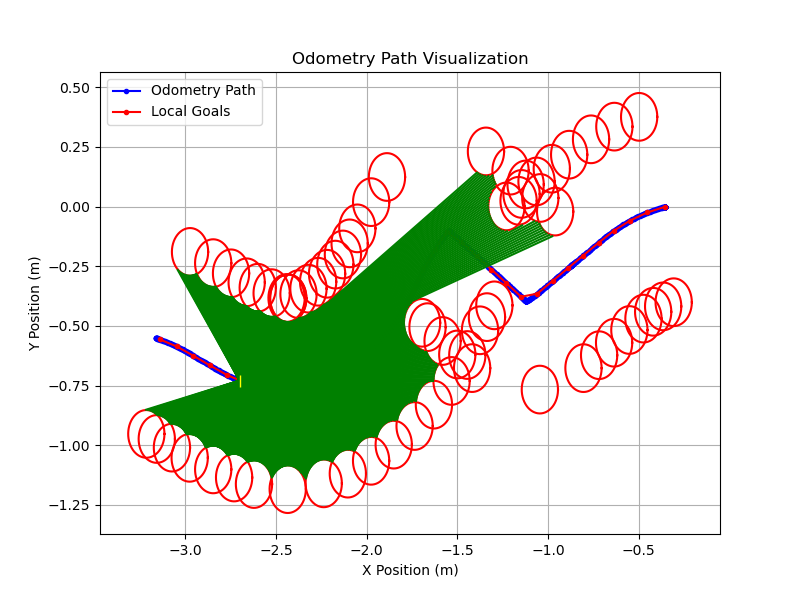 Odometry Path Visualization
Odometry Path
Local Goals
0.50
0.25
0.00
−0.25
−0.50
−0.75
−1.00
−1.25
Y Position (m)
−3.0 −2.5 −2.0 −1.5 −1.0 −0.5
X Position (m)